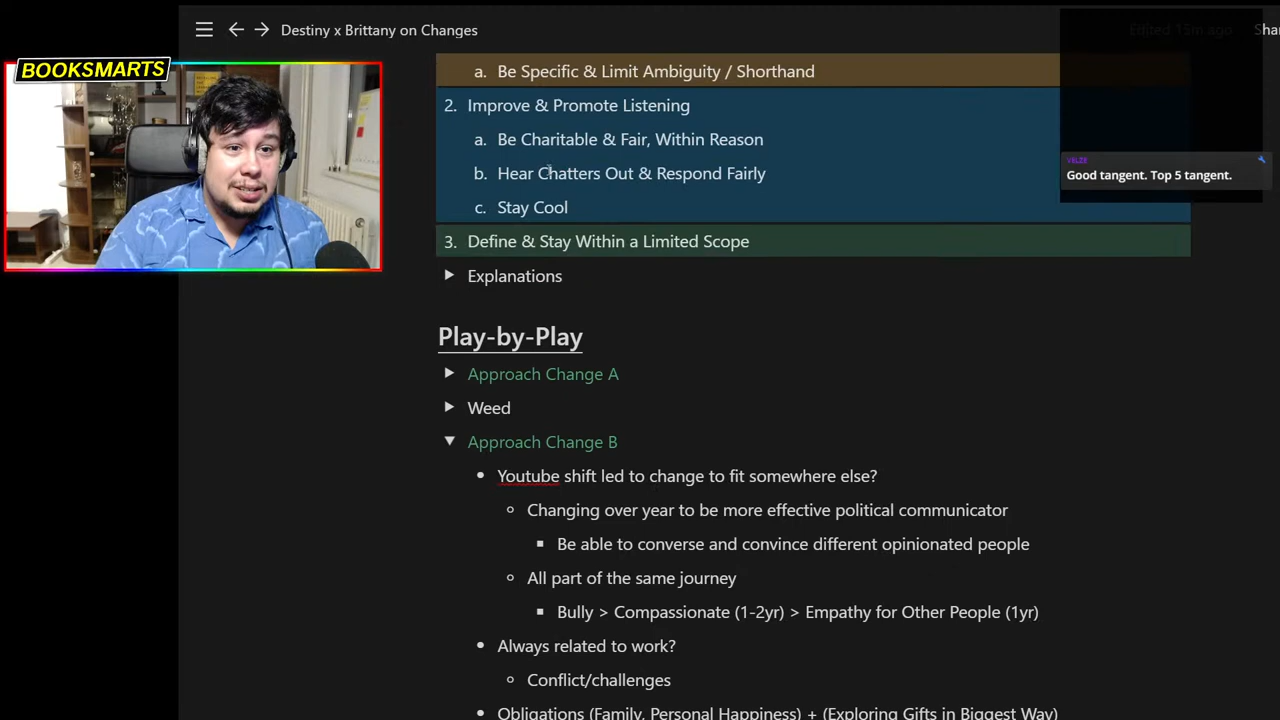 Destiny x Brittany on Changes
Edited 15m ago
Shar
BOOKSMARTS
a. Be Specific & Limit Ambiguity / Shorthand
2. Improve & Promote Listening
a. Be Charitable & Fair, Within Reason
b. Hear Chatters Out & Respond Fairly
c. Stay Cool
3. Define & Stay Within a Limited Scope
Explanations
VELZE
Good tangent. Top 5 tangent.
Play-by-Play
Approach Change A
Weed
Approach Change B
Youtube shift led to change to fit somewhere else?
Changing over year to be more effective political communicator
Be able to converse and convince different opinionated people
All part of the same journey
Bully > Compassionate (1-2yr) > Empathy for Other People (1yr)
Always related to work?
Conflict/challenges
Obligations (Family, Personal Happiness) + (Exploring Gifts in Biggest Way)